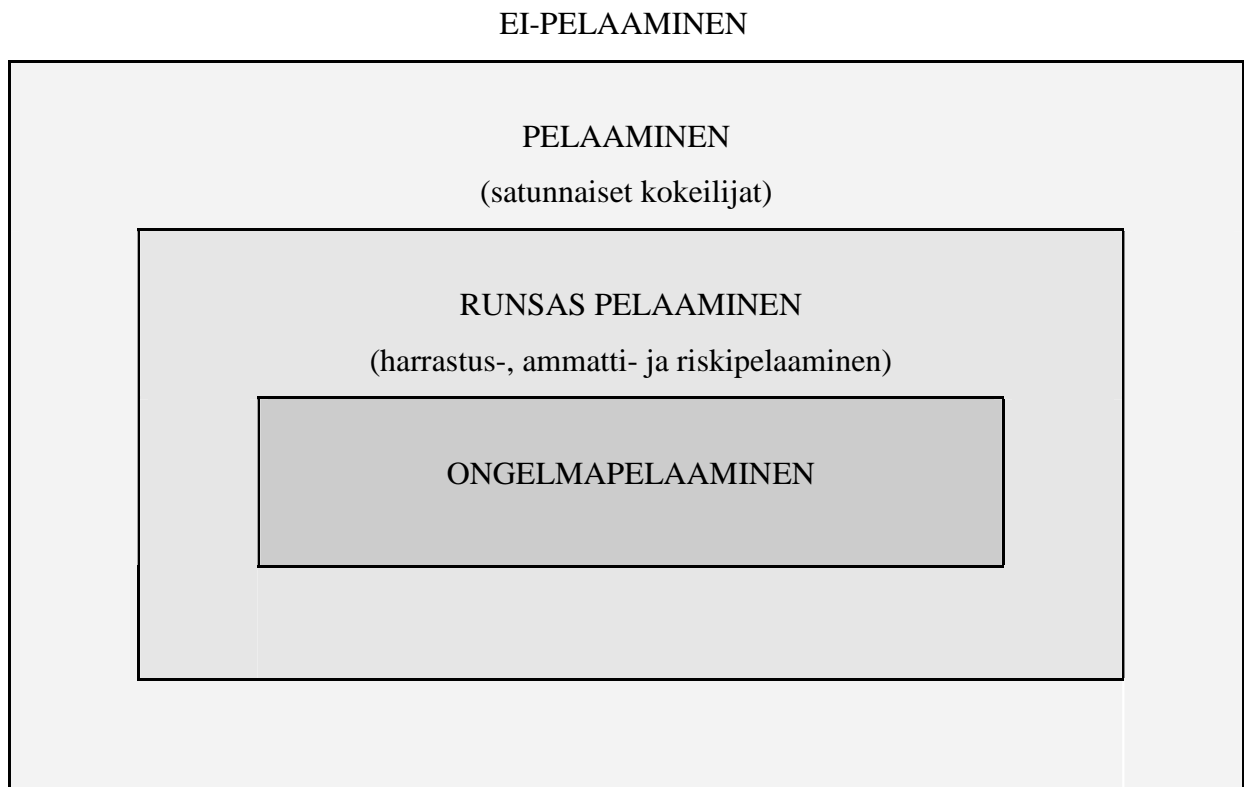 EI-PELAAMINEN
PELAAMINEN
(satunnaiset kokeilijat)
RUNSAS PELAAMINEN
(harrastus-, ammatti- ja riskipelaaminen)
ONGELMAPELAAMINEN